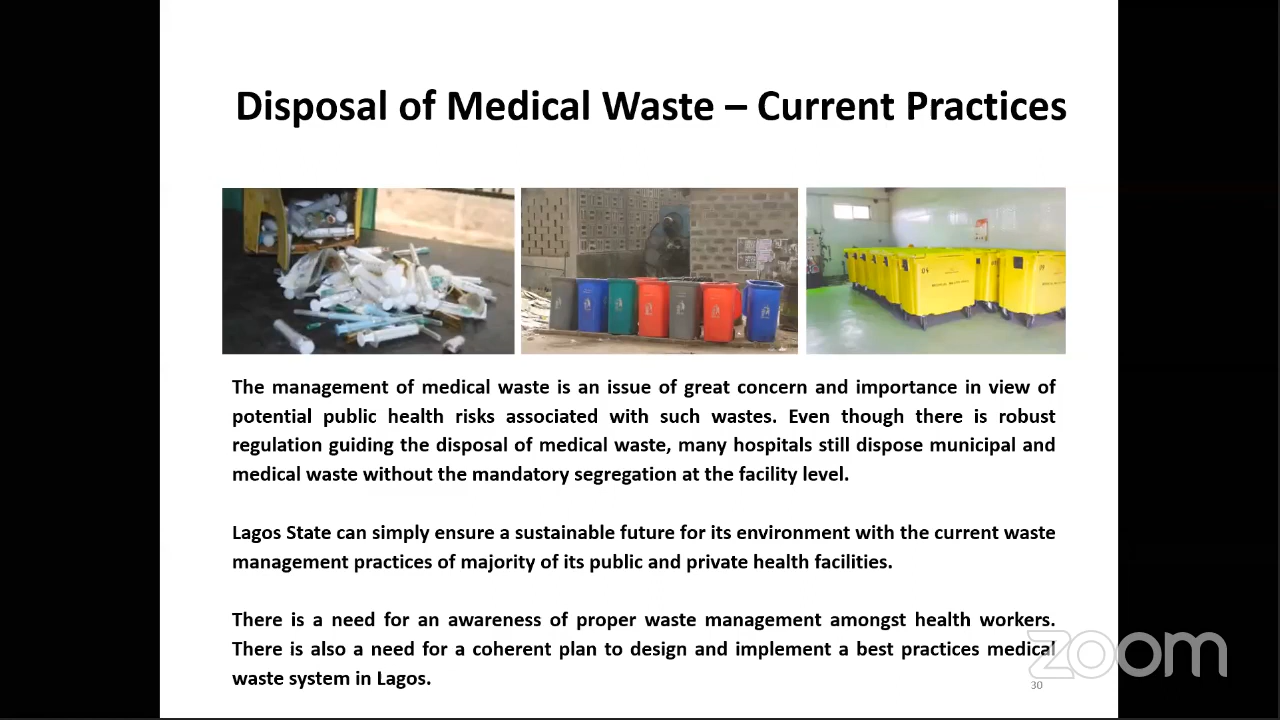 Disposal of Medical Waste – Current Practices
The management of medical waste is an issue of great concern and importance in view of
potential public health risks associated with such wastes. Even though there is robust
regulation guiding the disposal of medical waste, many hospitals still dispose municipal and
medical waste without the mandatory segregation at the facility level.
Lagos State can simply ensure a sustainable future for its environment with the current waste
management practices of majority of its public and private health facilities.
There is a need for an awareness of proper waste management amongst health workers.
There is also a need for a coherent plan to design and implement a best practices medical
waste system in Lagos.
zoom
30